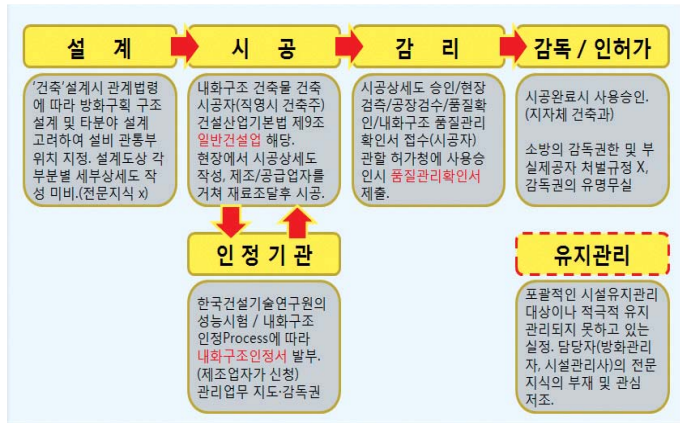 설 계
'건축'설계시 관계법령
에 따라 방화구획 구조
설계 및 타분야 설계
고려하여 설비 관통부
위치 지정. 설계도상 각
부분별 세부상세도 작
성 미비.(전문지식 x)
시 공
내화구조 건축물 건축
시공자(직영시 건축주)
건설산업기본법 제9조
일반건설업 해당.
현장에서 시공상세도
작성, 제조/공급업자를
거쳐 재료조달후 시공.
감 리
시공상세도 승인/현장
검측/공장검수/품질확
인/내화구조 품질관리
확인서 접수(시공자)
관할 허가청에 사용승
인시 품질관리확인서
제출.
감독 / 인허가
시공완료시 사용승인.
(지자체 건축과)
소방의 감독권한 및 부
실제공자 처벌규정 X,
감독권의 유명무실
인 정 기 관
한국건설기술연구원의
성능시험 / 내화구조
인정Process에 따라
내화구조인정서 발부.
(제조업자가 신청)
관리업무 지도·감독권
유지관리
포괄적인 시설유지관리
대상이나 적극적 유지
관리되지 못하고 있는
실정. 담당자(방화관리
자, 시설관리사)의 전문
지식의 부재 및 관심
저조.